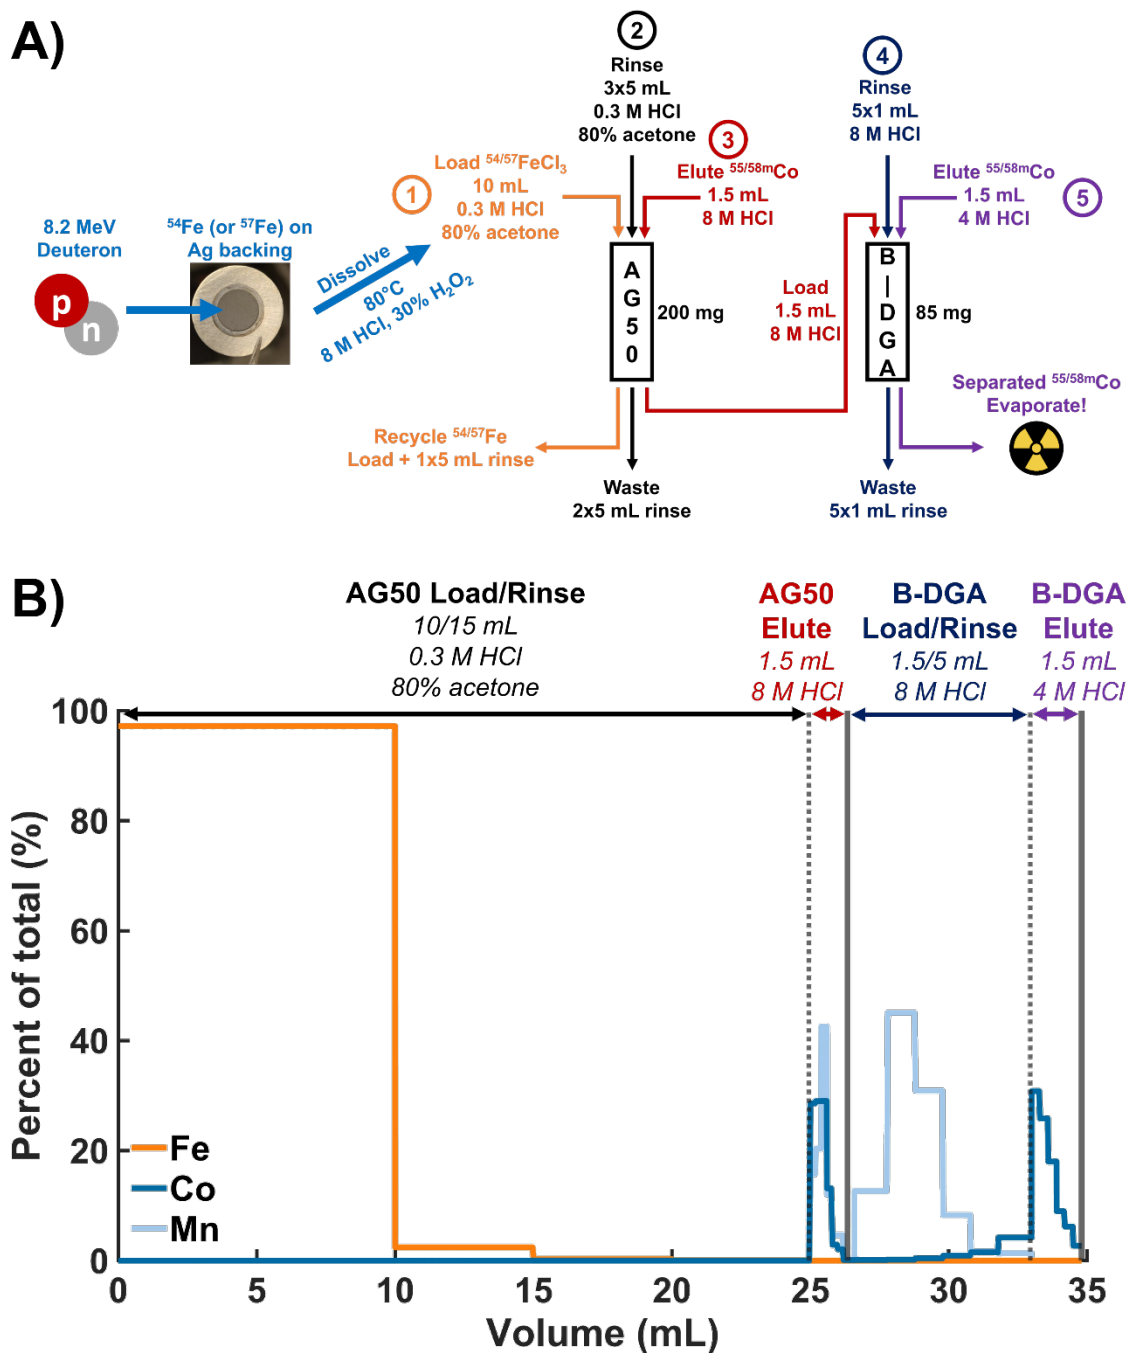 A)
2
Rinse
3x5 mL
0.3 M HCl
80% acetone
4
Rinse
5x1 mL
8 M HCl
3
1
Load 54/57FeCl3
10 mL
0.3 M HCl
80% acetone
Elute 55/58mCo
1.5 mL
8 M HCl
Elute 55/58mCo
1.5 mL
4 M HCl
5
8.2 MeV
Deuteron
54Fe (or 57Fe) on
Ag backing
p
n
Dissolve
80°C
8 M HCl, 30% H2O2
AG50
200 mg
Load
1.5 mL
8 M HCl
B|DGA
85 mg
Recycle 54/57Fe
Load + 1x5 mL rinse
Waste
2x5 mL rinse
Waste
5x1 mL rinse
Separated 55/58mCo
Evaporate!
B)
AG50 Load/Rinse
10/15 mL
0.3 M HCl
80% acetone
AG50
Elute
1.5 mL
8 M HCl
B-DGA
Load/Rinse
1.5/5 mL
8 M HCl
B-DGA
Elute
1.5 mL
4 M HCl
Percent of total (%)
100
80
60
40
20
0
Fe
Co
Mn
0 5 10 15 20 25 30 35
Volume (mL)